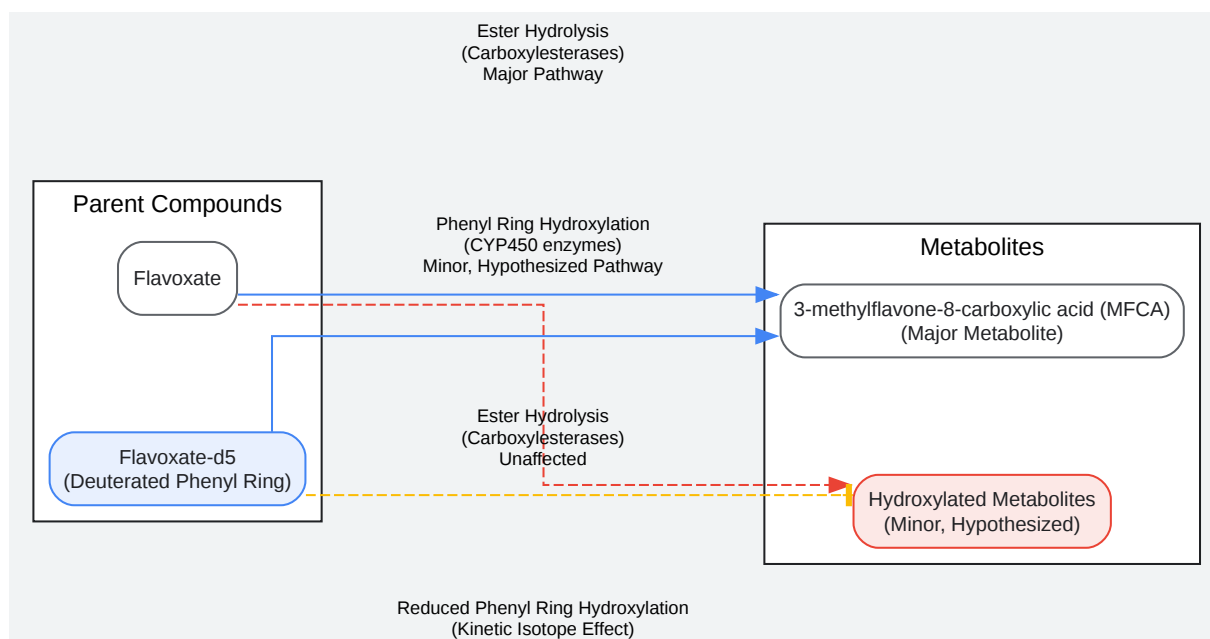 Ester Hydrolysis
(Carboxylesterases)
Major Pathway
Parent Compounds
Flavoxate
Phenyl Ring Hydroxylation
(CYP450 enzymes)
Minor, Hypothesized Pathway
Metabolites
3-methylflavone-8-carboxylic acid (MFCA)
(Major Metabolite)
Flavoxate-d5
(Deuterated Phenyl Ring)
Ester Hydrolysis
(Carboxylesterases)
Unaffected
Hydroxylated Metabolites
(Minor, Hypothesized)
Reduced Phenyl Ring Hydroxylation
(Kinetic Isotope Effect)